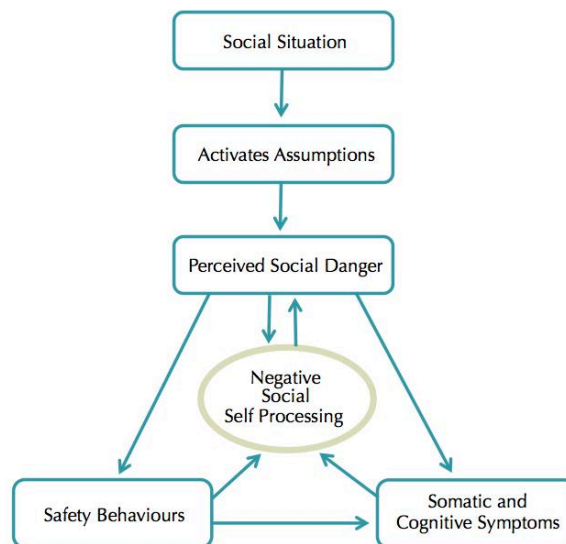 Social Situation
Activates Assumptions
Perceived Social Danger
Negative
Social
Self Processing
Safety Behaviours
Somatic and
Cognitive Symptoms